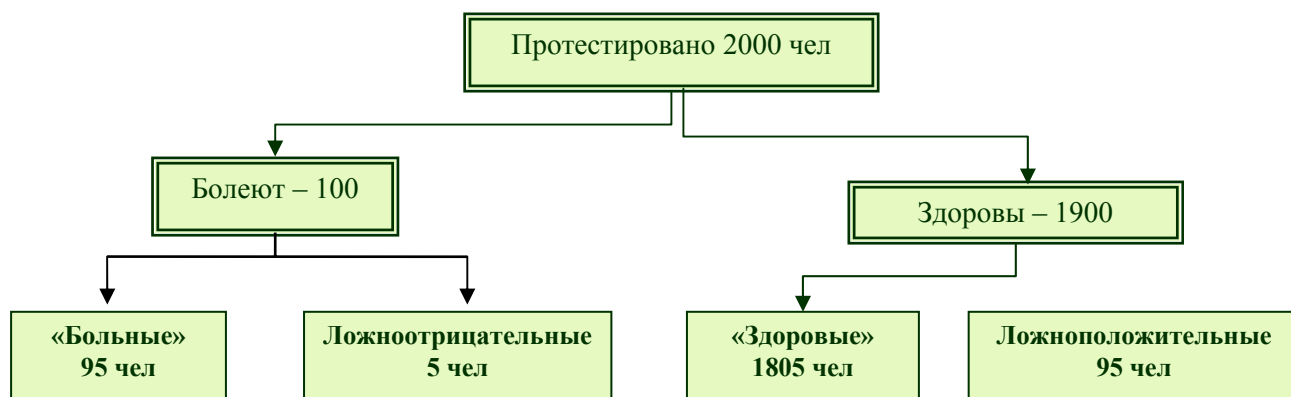 Протестировано 2000 чел
Болеют – 100
Здоровы – 1900
«Больные»
95 чел
Ложноотрицательные
5 чел
«Здоровые»
1805 чел
Ложноположительные
95 чел